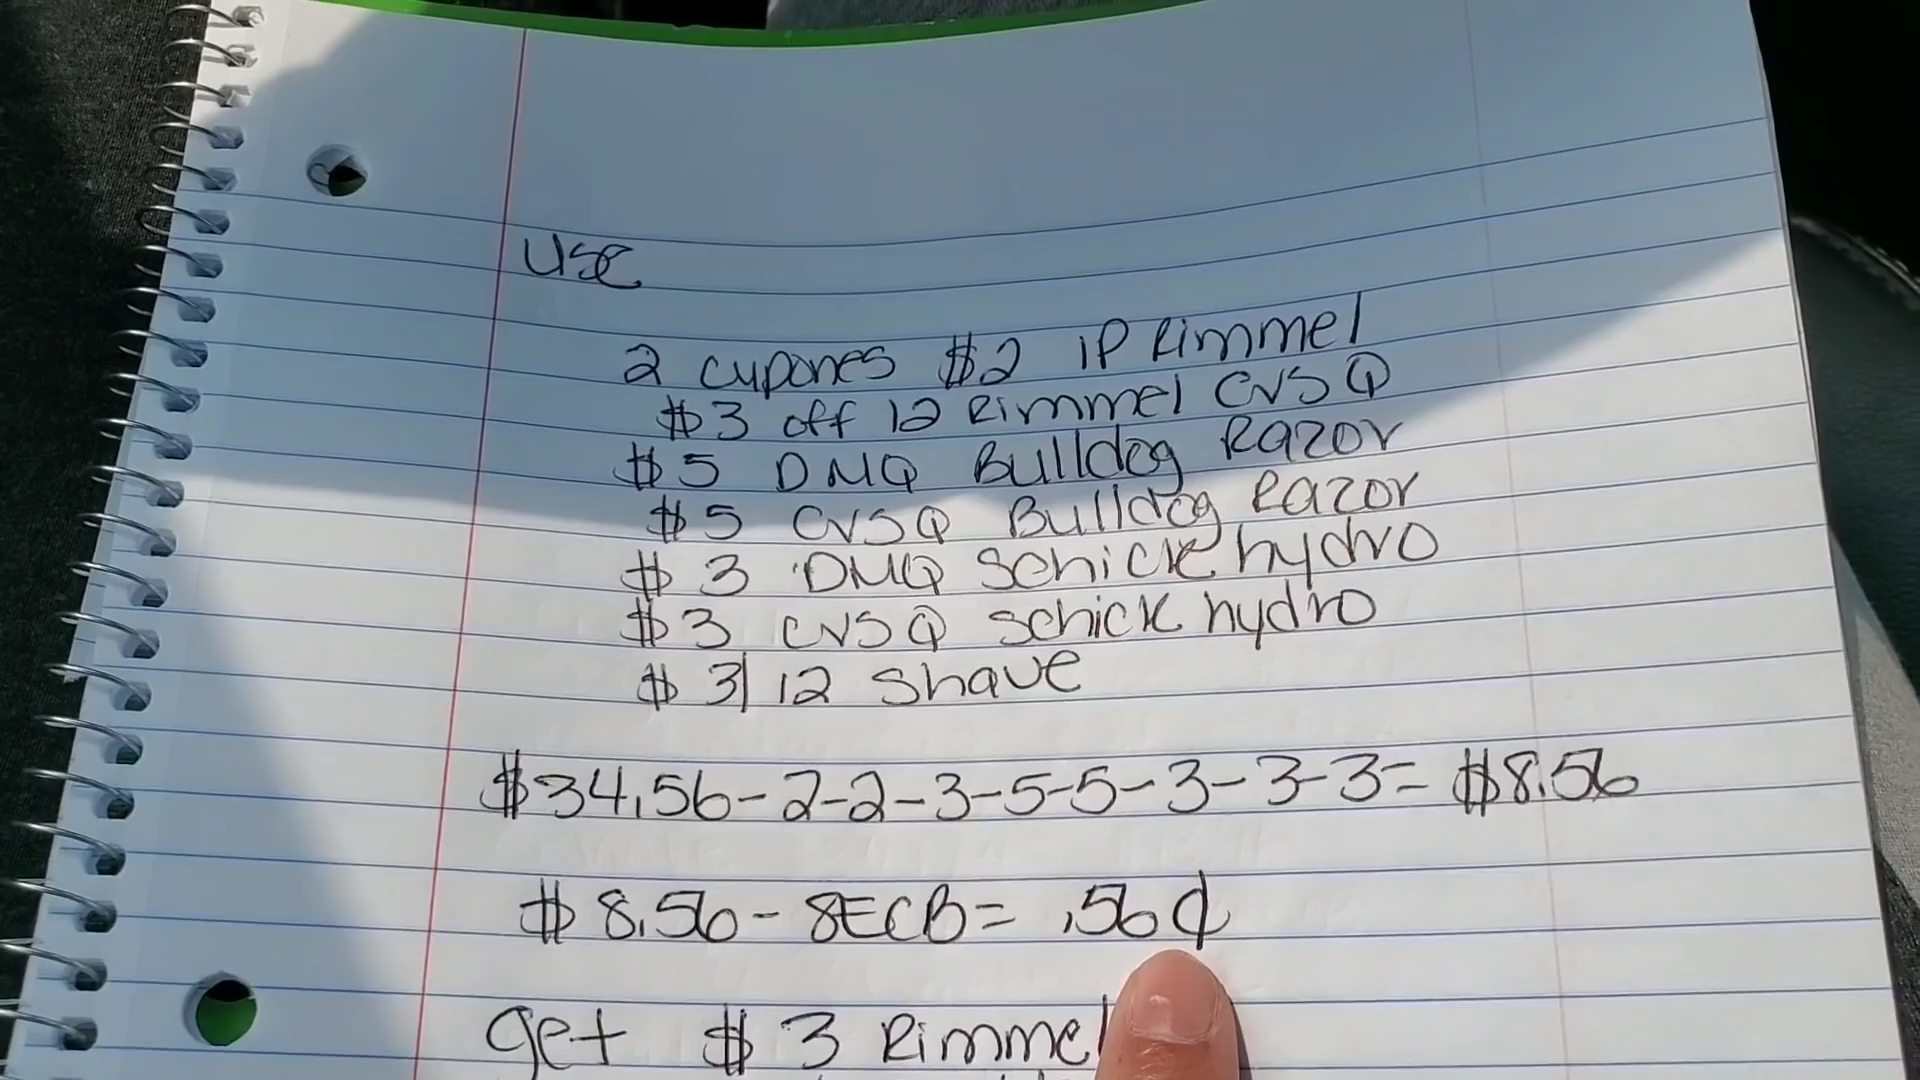 use
2 cupones $2 IP Rimmel
$3 off 12 Rimmel CVS Q
$5 DMQ Bulldog Razor
$5 CVSQ Bulldog Razor
$3 DMQ Schick hydro
$3 CVSQ Schick hydro
$3|12 Shave
$34.56-2-2-3-5-5-3-3-3= $8.56
$8.56-8ECB= .56¢
get $3 Rimmel